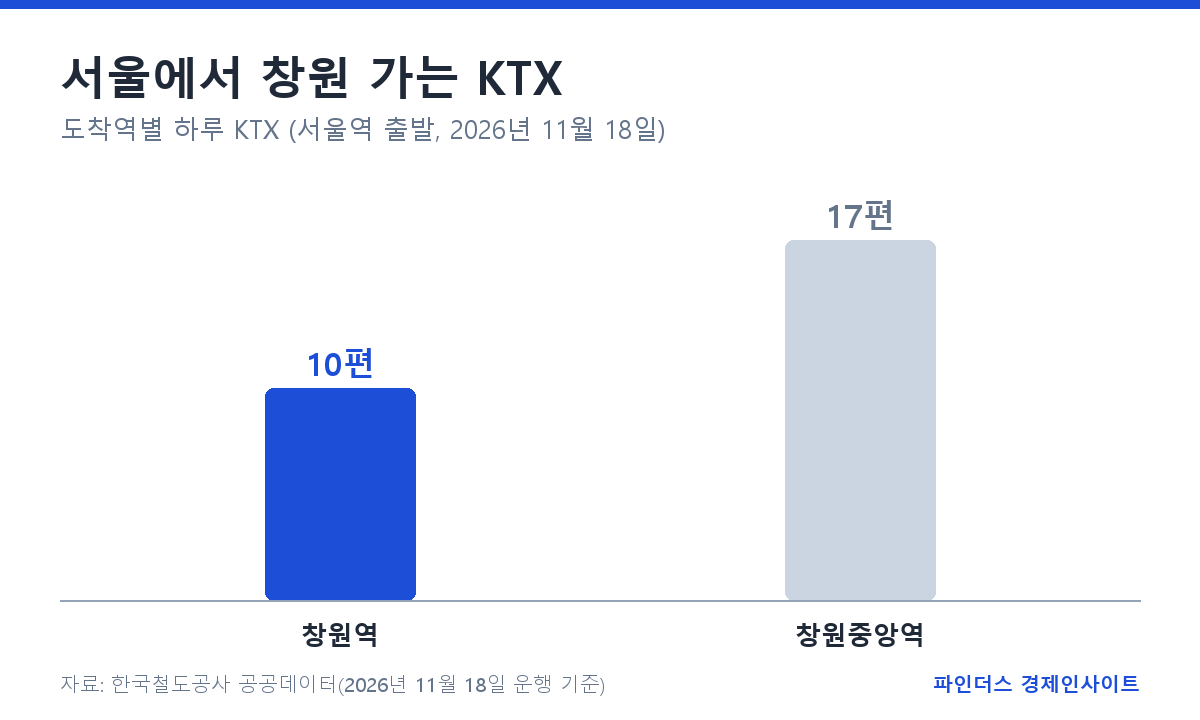 서울에서 창원 가는 KTX
도착역별 하루 KTX (서울역 출발, 2026년 11월 18일)
17편
10편
창원역
창원중앙역
자료: 한국철도공사 공공데이터(2026년 11월 18일 운행 기준)
파인더스 경제인사이트